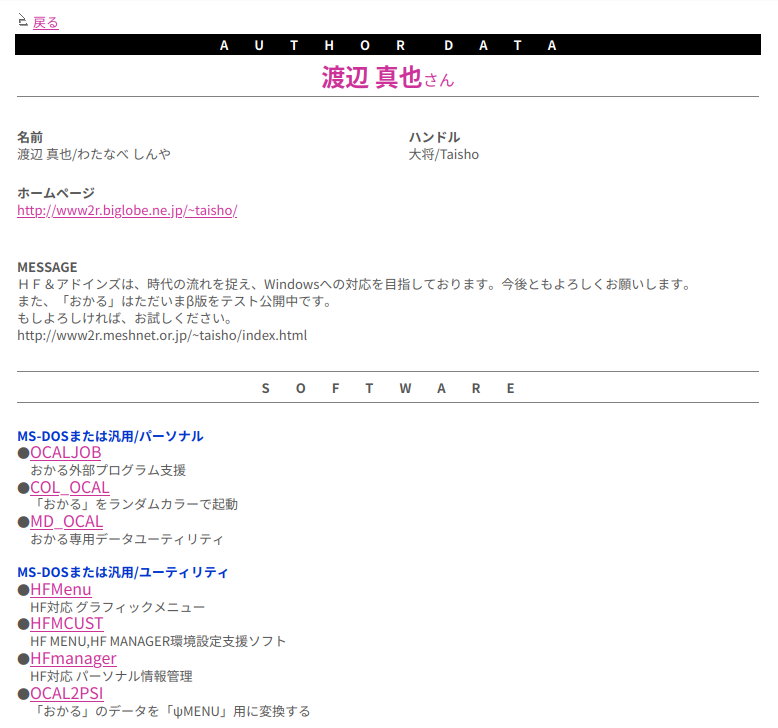 戻る
AUTHOR DATA
渡辺 真也さん
名前
ハンドル
渡辺 真也/わたなべ しんや
大将/Taisho
ホームページ
http://www2r.biglobe.ne.jp/~taisho/
MESSAGE
ＨＦ＆アドインズは、時代の流れを捉え、Windowsへの対応を目指しております。今後ともよろしくお願いします。
また、「おかる」はただいまβ版をテスト公開中です。
もしよろしければ、お試しください。
http://www2r.meshnet.or.jp/~taisho/index.html
SOFTWARE
MS-DOSまたは汎用/パーソナル
●OCALJOB
おかる外部プログラム支援
●COL_OCAL
「おかる」をランダムカラーで起動
●MD_OCAL
おかる専用データユーティリティ
MS-DOSまたは汎用/ユーティリティ
●HFMenu
HF対応 グラフィックメニュー
●HFMCUST
HF MENU,HF MANAGER環境設定支援ソフト
●HFmanager
HF対応 パーソナル情報管理
●OCAL2PSI
「おかる」のデータを「ψMENU」用に変換する